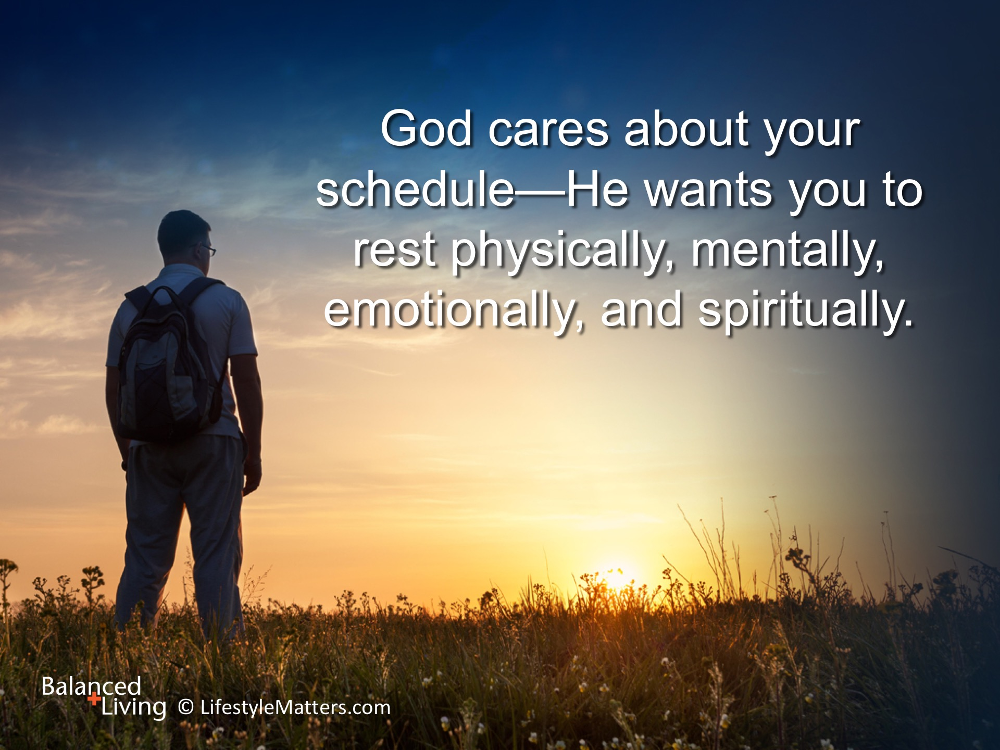 God cares about your
schedule—He wants you to
rest physically, mentally,
emotionally, and spiritually.
Balanced
Living © LifestyleMatters.com